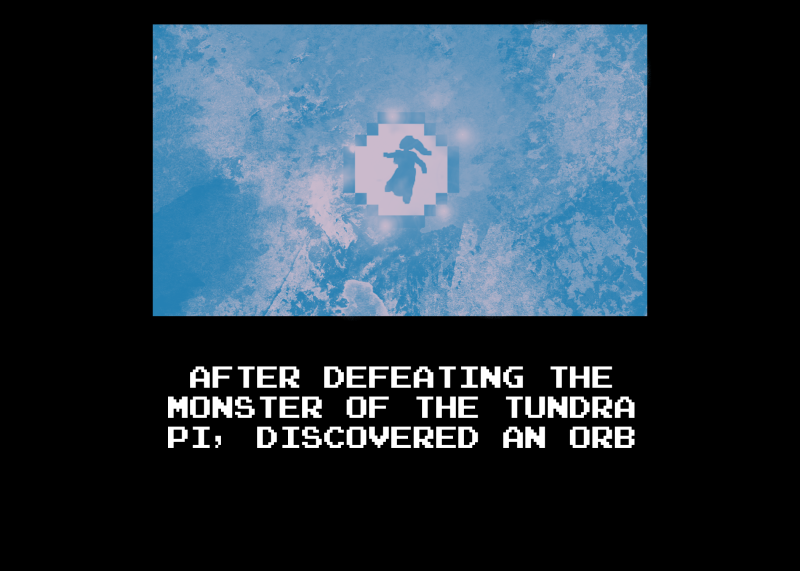 AFTER DEFEATING THE
MONSTER OF THE TUNDRA
PI, DISCOVERED AN ORB